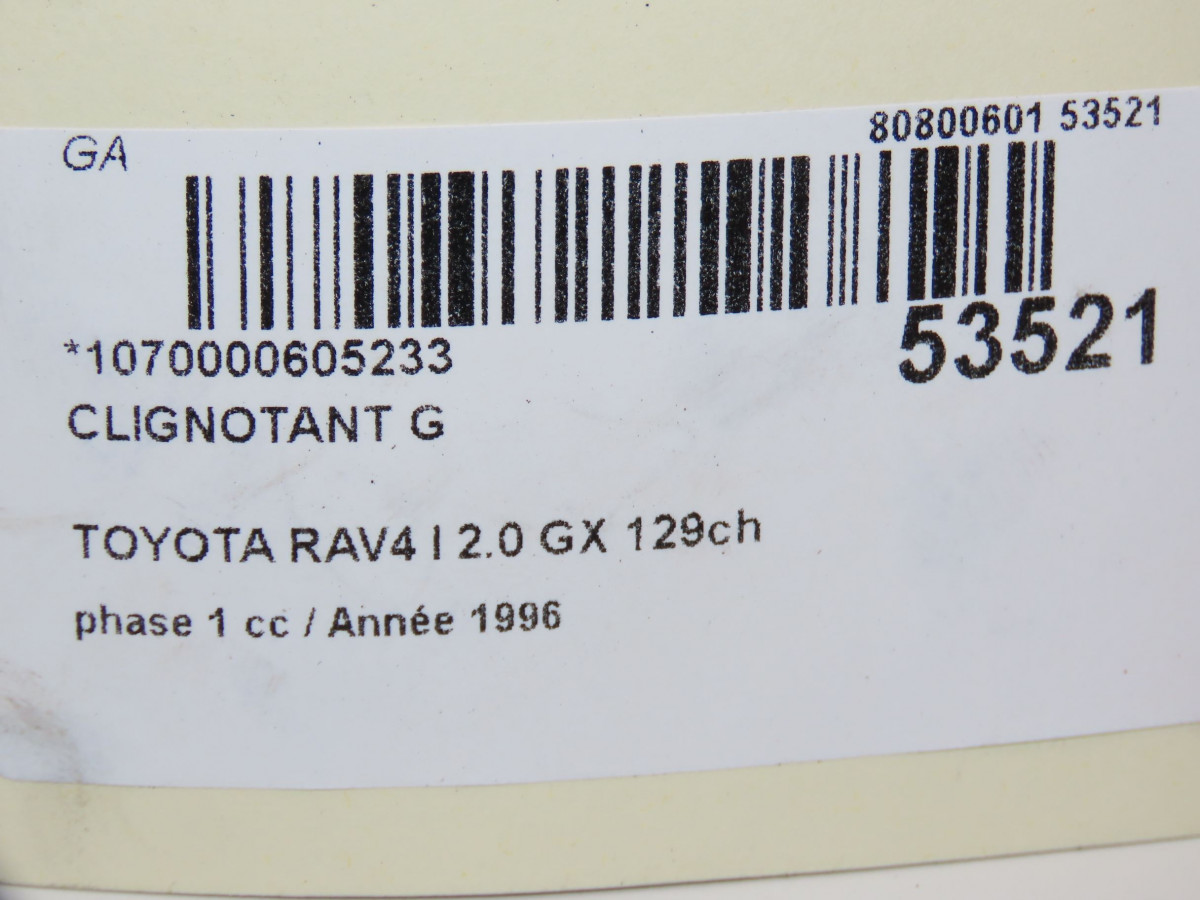 GA
80800601 53521
53521
*1070000605233
CLIGNOTANT G
TOYOTA RAV4 I 2.0 GX 129ch
phase 1 cc / Année 1996